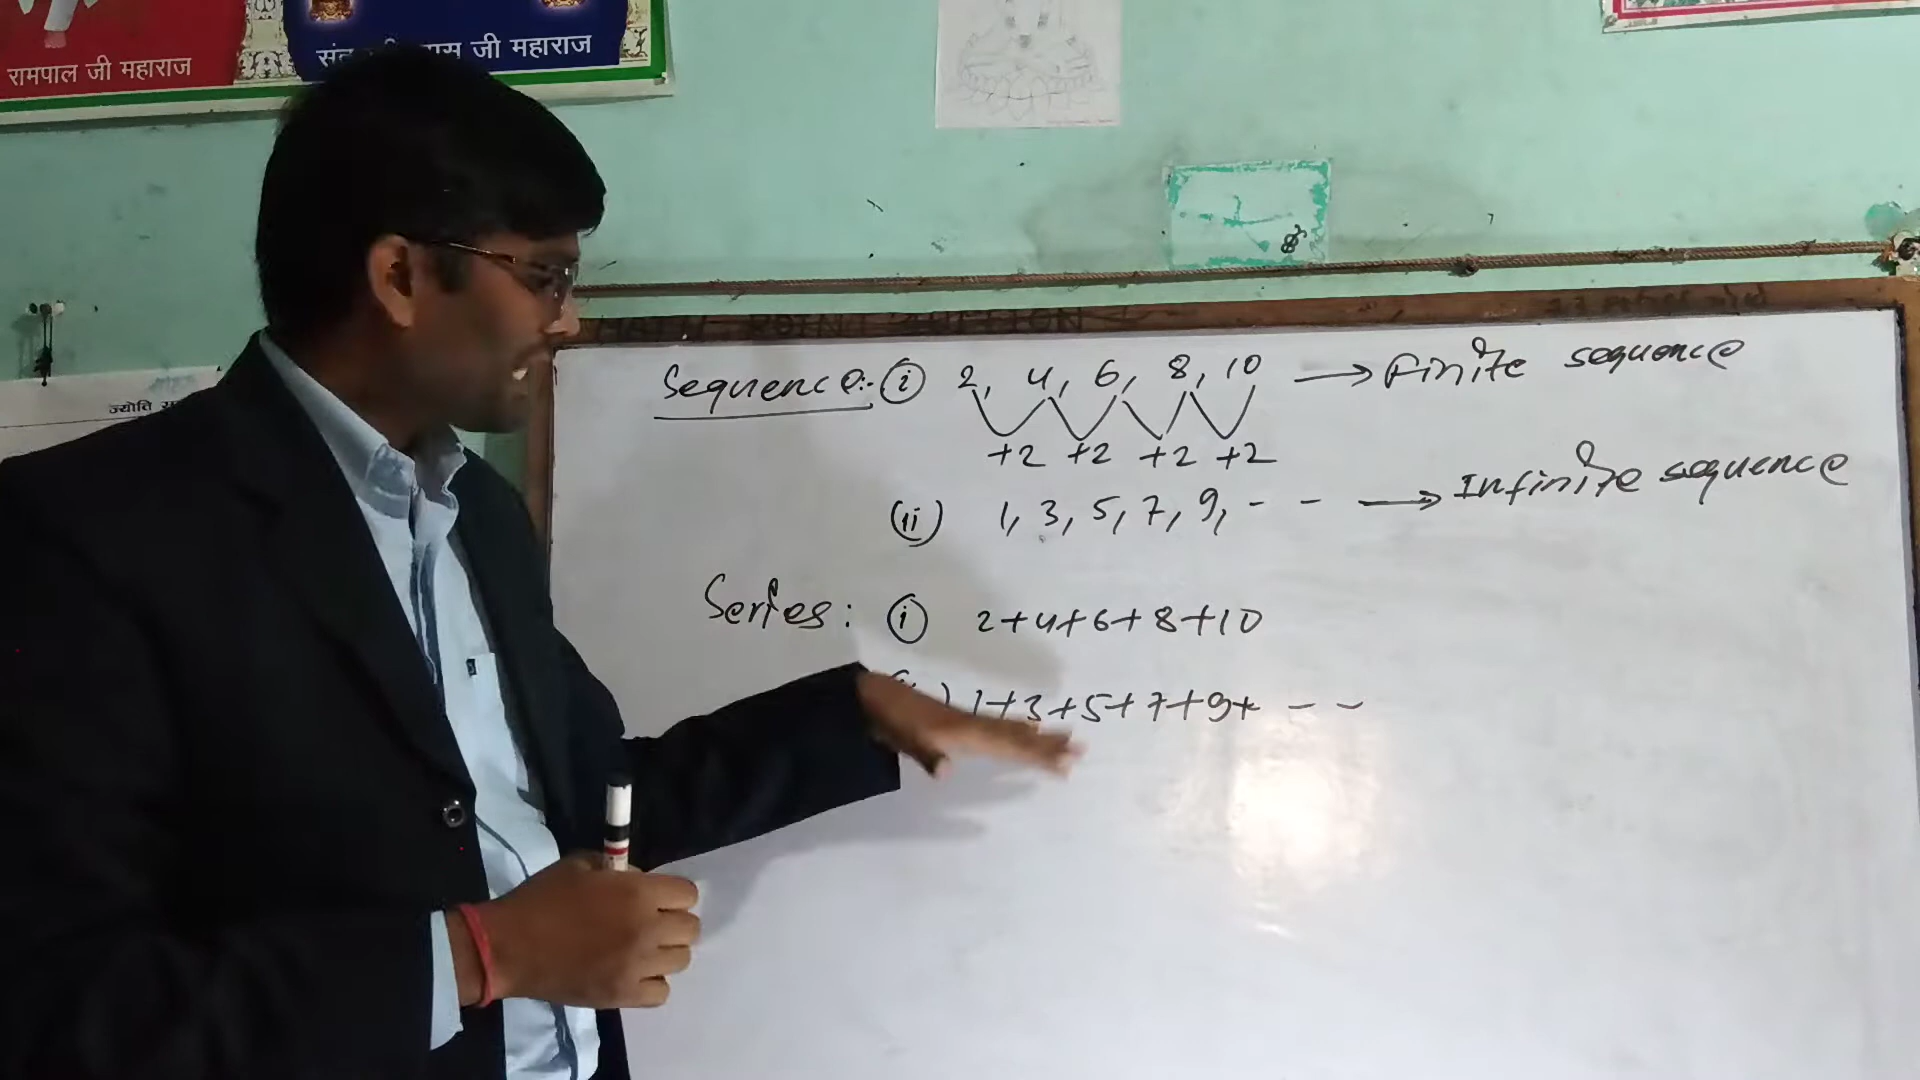 रामपाल जी महाराज
संत जी महाराज
ज्योति
Sequence:- (i) 2, 4, 6, 8, 10 → Finite sequence
+2 +2 +2 +2
(ii) 1, 3, 5, 7, 9, - - → Infinite sequence
Series: (i) 2+4+6+8+10
1+3+5+7+9+ - -